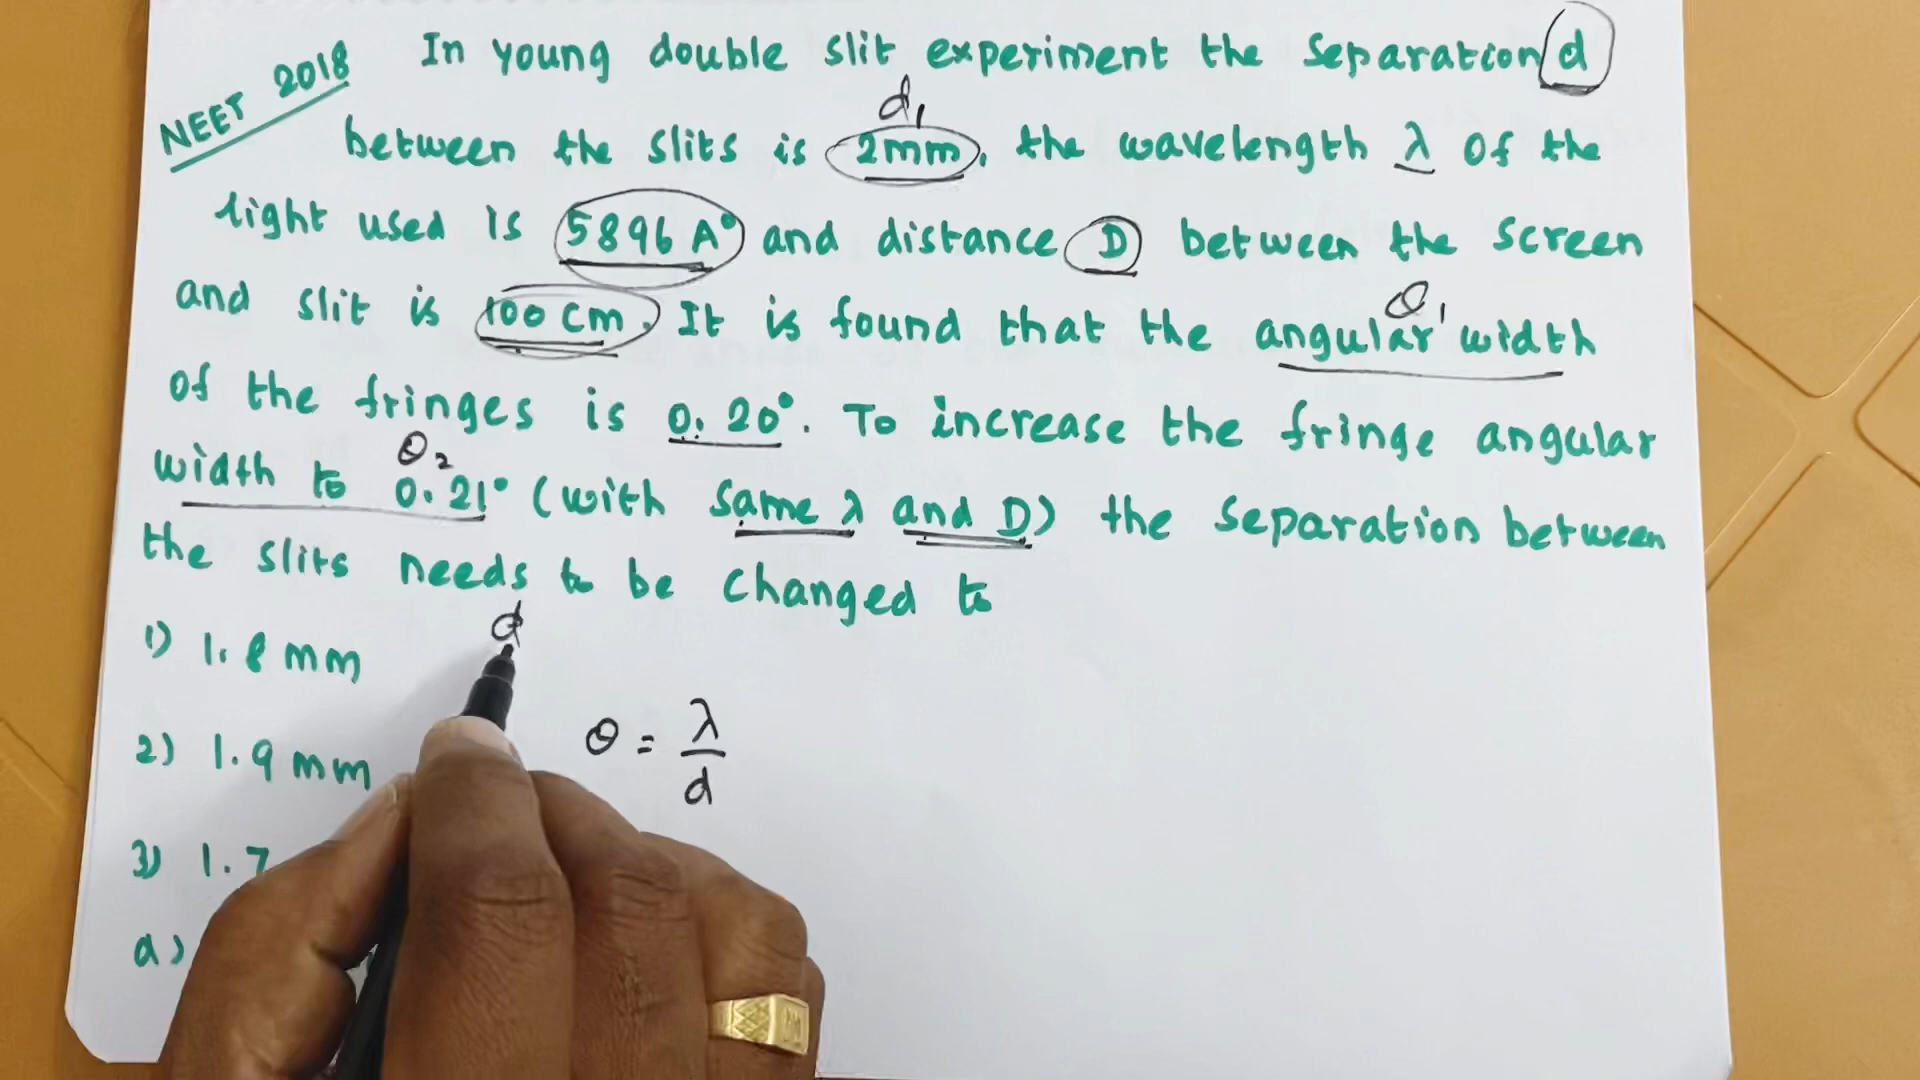 NEET 2018
In young double slit experiment the separation d
d₁
between the slits is 2mm, the wavelength λ of the
light used is 5896 A° and distance D between the screen
θ₁
and slit is 100 cm. It is found that the angular width
of the fringes is 0.20°. To increase the fringe angular
θ₂
width to 0.21° (with same λ and D) the separation between
the slits needs to be changed to
d
1) 1.8 mm
θ = λ/d
2) 1.9 mm
3) 1.7